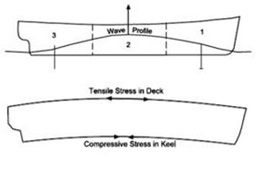 3
Wave Profile
1
2
Tensile Stress in Deck
Compressive Stress in Keel